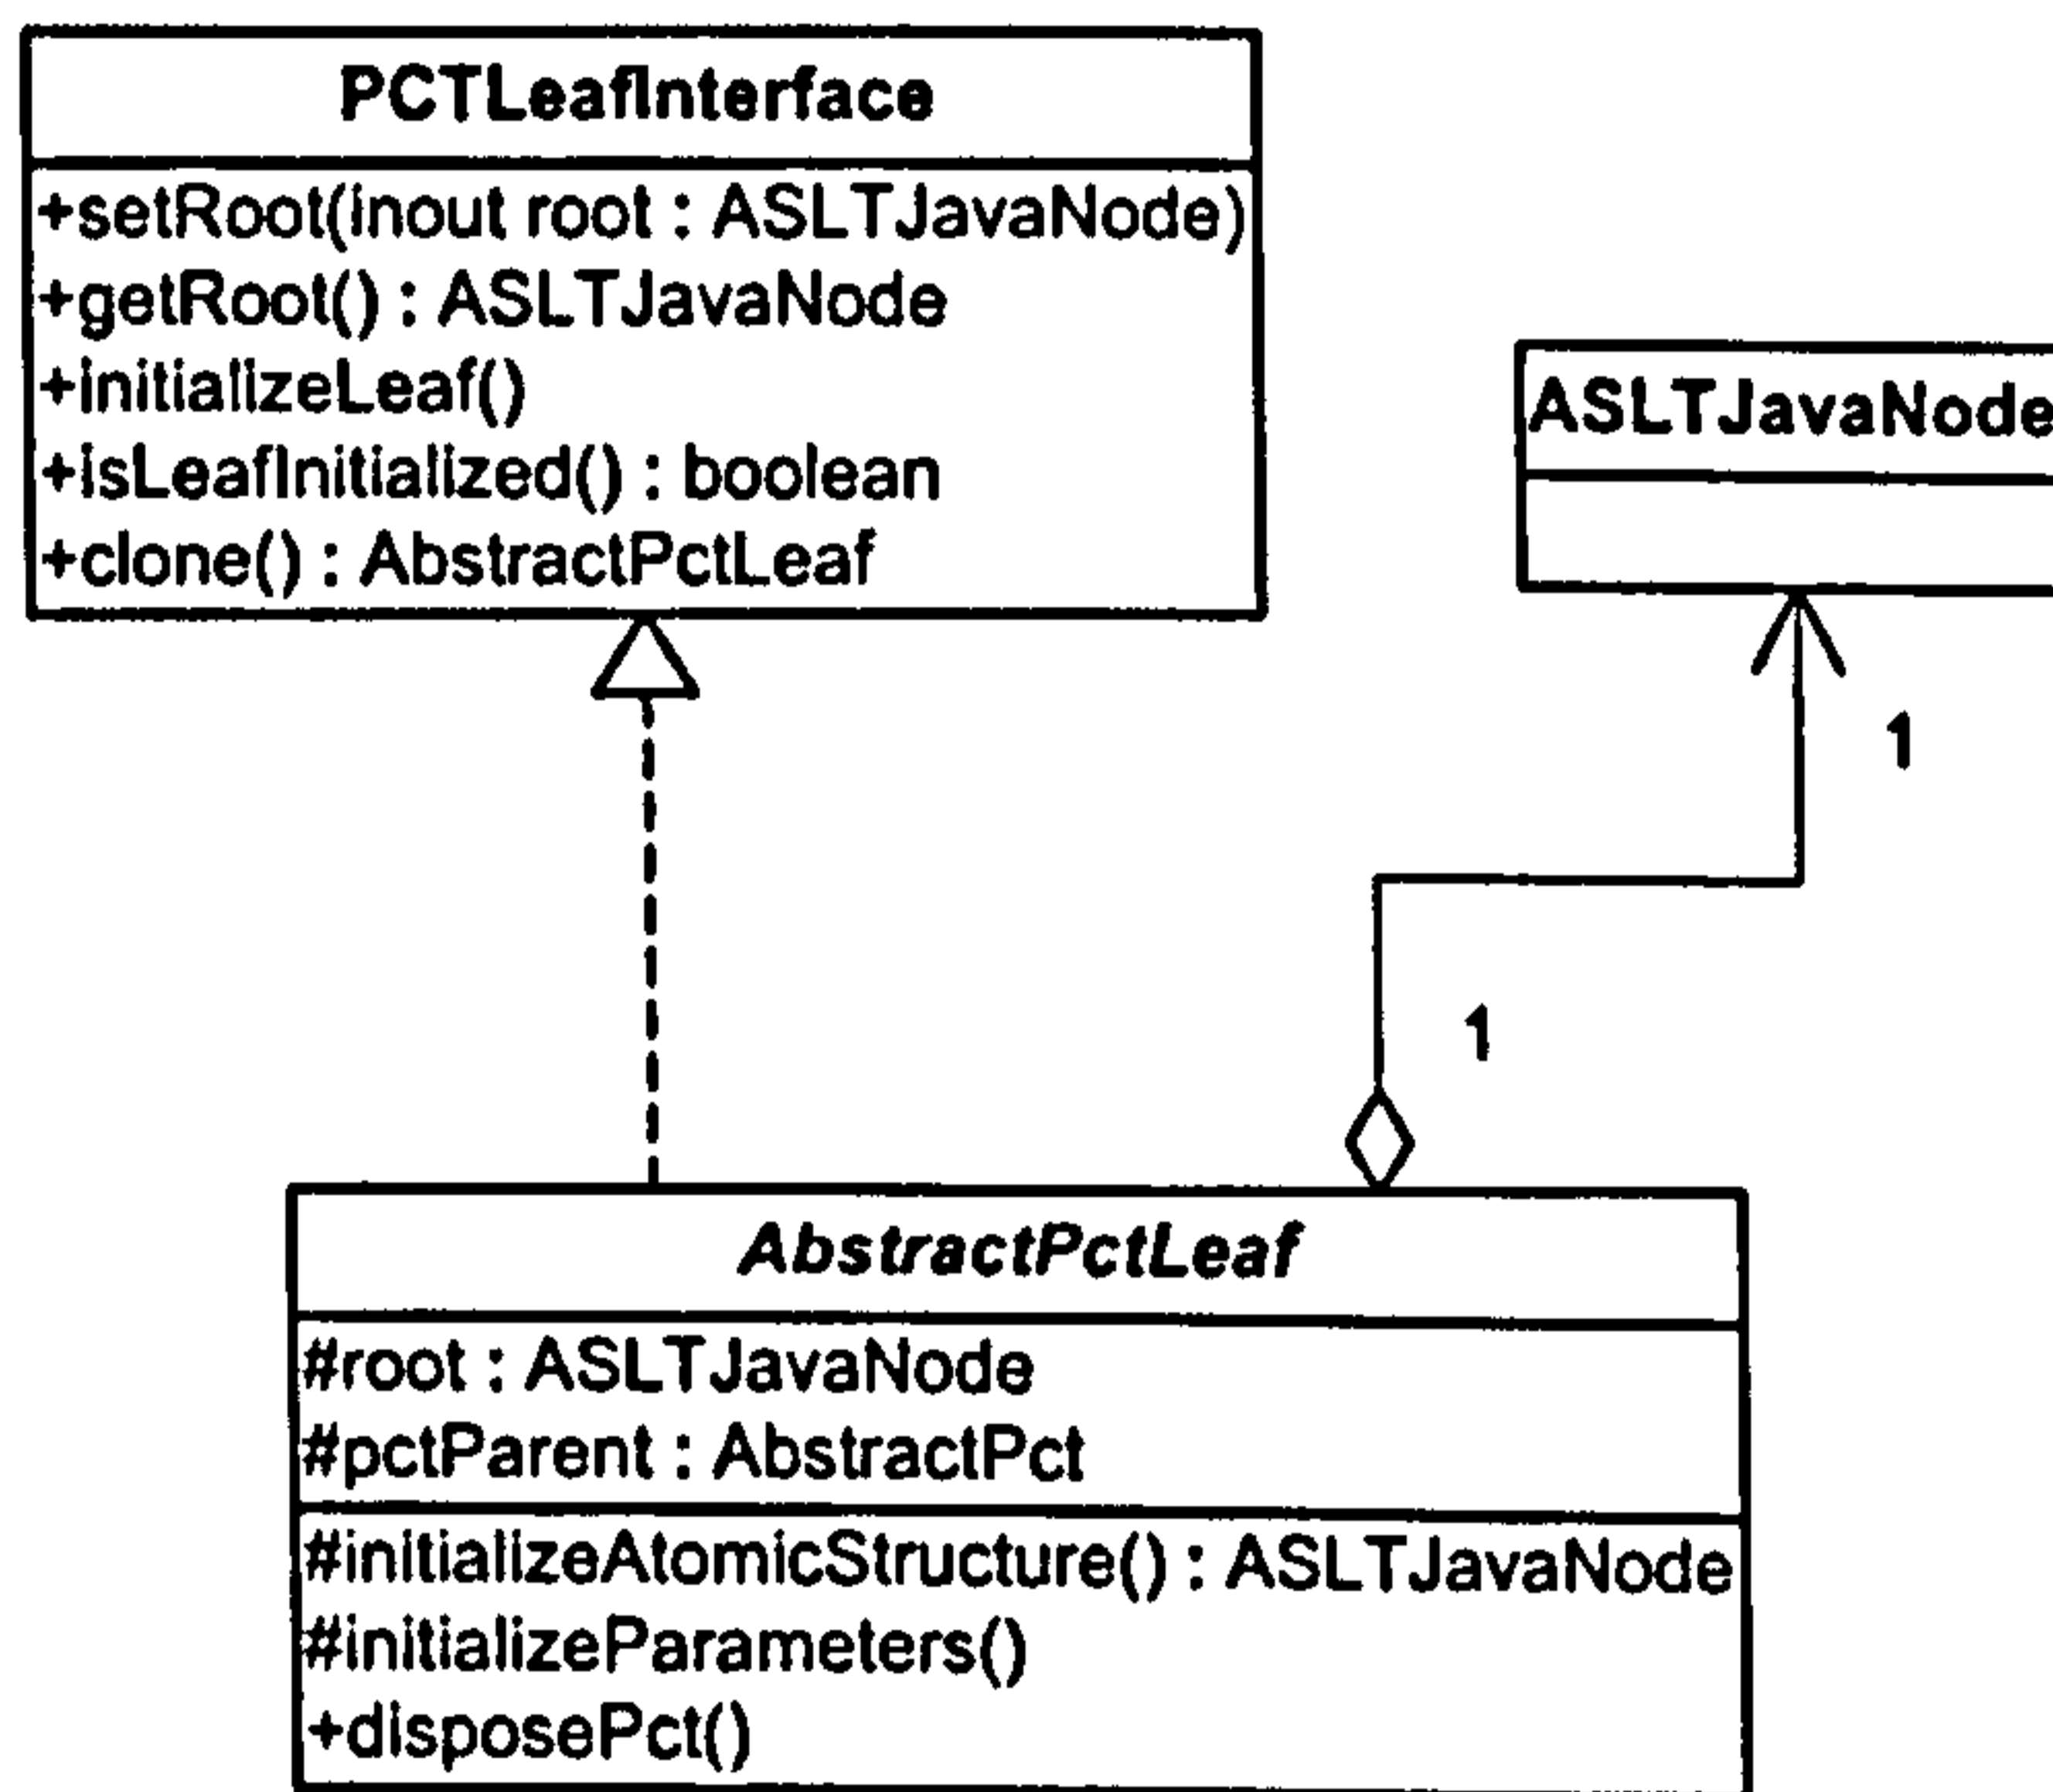 PCTLeafInterface
+setRoot(inout root : ASLTJavaNode)
+getRoot() : ASLTJavaNode
+initializeLeaf()
+isLeafInitialized() : boolean
+clone() : AbstractPctLeaf
ASLTJavaNode
1
1
AbstractPctLeaf
#root : ASLTJavaNode
#pctParent : AbstractPct
#initializeAtomicStructure() : ASLTJavaNode
#initializeParameters()
+disposePct()